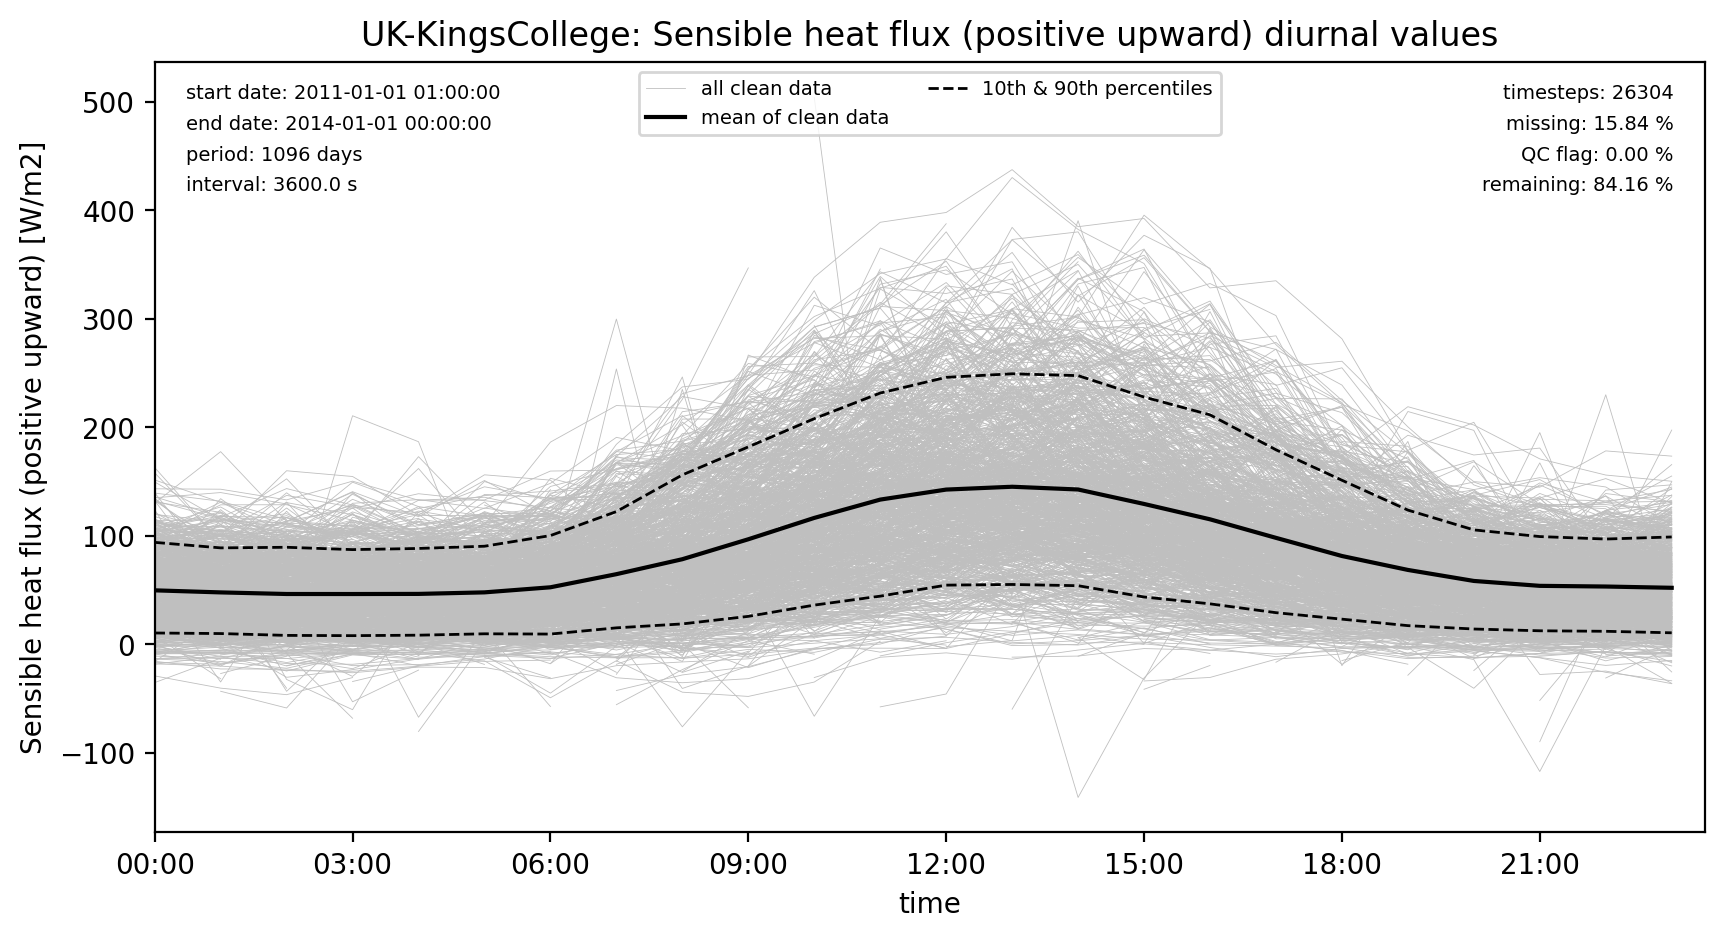 UK-KingsCollege: Sensible heat flux (positive upward) diurnal values
start date: 2011-01-01 01:00:00
end date: 2014-01-01 00:00:00
period: 1096 days
interval: 3600.0 s
all clean data
mean of clean data
10th & 90th percentiles
timesteps: 26304
missing: 15.84 %
QC flag: 0.00 %
remaining: 84.16 %
Sensible heat flux (positive upward) [W/m2]
500
400
300
200
100
0
−100
00:00 03:00 06:00 09:00 12:00 15:00 18:00 21:00
time